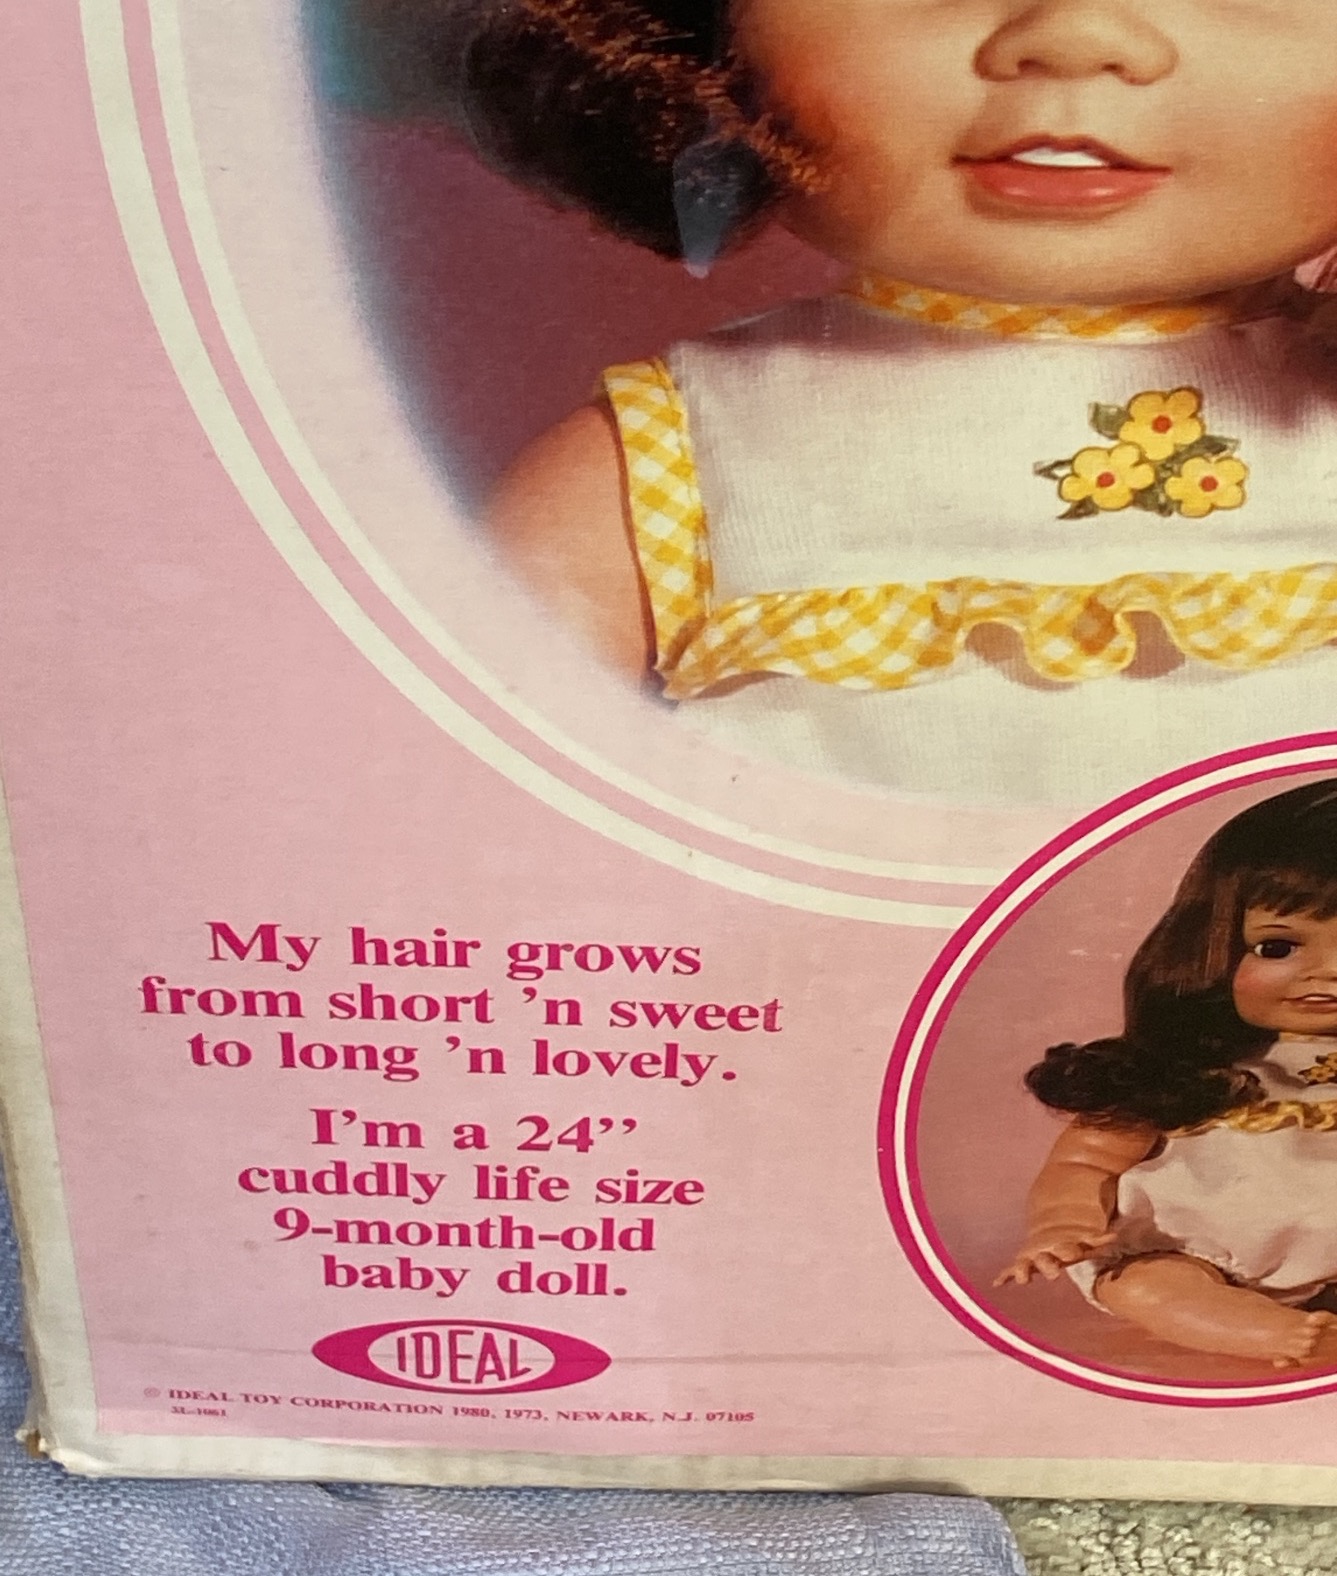 My hair grows
from short ’n sweet
to long ’n lovely.
I’m a 24”
cuddly life size
9-month-old
baby doll.
IDEAL
© IDEAL TOY CORPORATION 1980, 1973, NEWARK, N.J. 07105